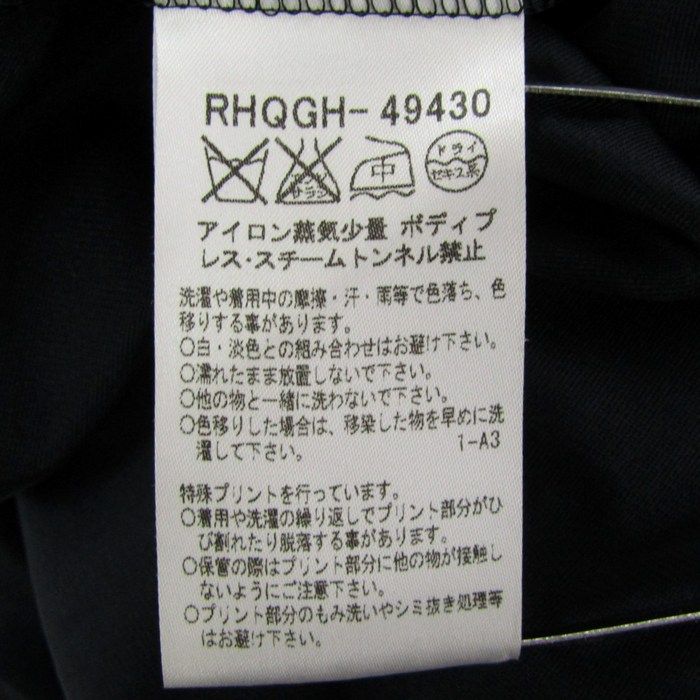 RHQGH-49430
エンソ サラシ 中 ドライ
セキユ系
アイロン蒸気少量 ボディプ
レス・スチームトンネル禁止
洗濯や着用中の摩擦・汗・雨等で色落ち、色
移りする事があります。
○白・淡色との組み合わせはお避け下さい。
○濡れたまま放置しないで下さい。
○他の物と一緒に洗わないで下さい。
○色移りした場合は、移染した物を早めに洗
濯して下さい。 1-A3
特殊プリントを行っています。
○着用や洗濯の繰り返しでプリント部分がひ
び割れたり脱落する事があります。
○保管の際はプリント部分に他の物が接触し
ないようにご注意下さい。
○プリント部分のもみ洗いやシミ抜き処理等
はお避け下さい。